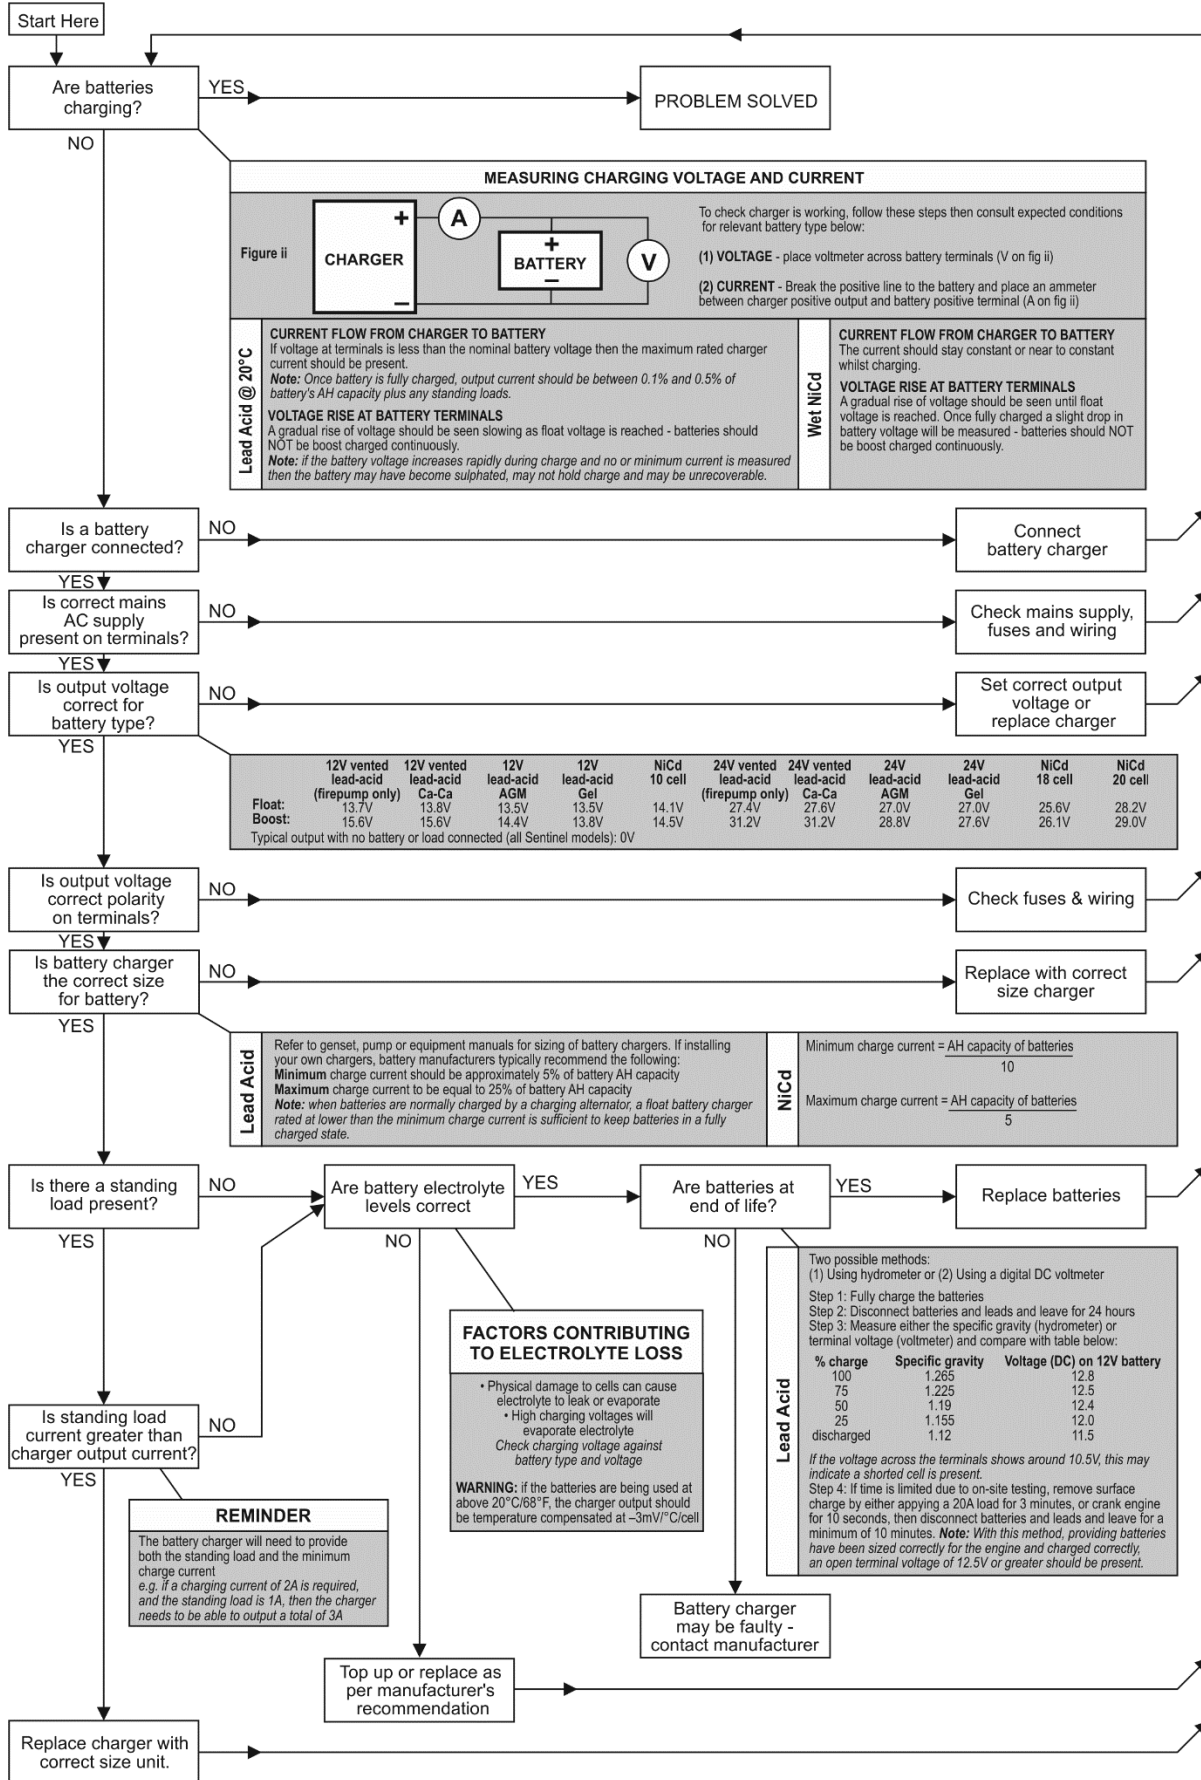 Start Here
Are batteries
charging?
YES
PROBLEM SOLVED
NO
MEASURING CHARGING VOLTAGE AND CURRENT
Figure ii
CHARGER
+
–
A
+
BATTERY
–
V
To check charger is working, follow these steps then consult expected conditions
for relevant battery type below:
(1) VOLTAGE - place voltmeter across battery terminals (V on fig ii)
(2) CURRENT - Break the positive line to the battery and place an ammeter
between charger positive output and battery positive terminal (A on fig ii)
Lead Acid @ 20°C
CURRENT FLOW FROM CHARGER TO BATTERY
If voltage at terminals is less than the nominal battery voltage then the maximum rated charger
current should be present.
Note: Once battery is fully charged, output current should be between 0.1% and 0.5% of
battery's AH capacity plus any standing loads.
VOLTAGE RISE AT BATTERY TERMINALS
A gradual rise of voltage should be seen slowing as float voltage is reached - batteries should
NOT be boost charged continuously.
Note: if the battery voltage increases rapidly during charge and no or minimum current is measured
then the battery may have become sulphated, may not hold charge and may be unrecoverable.
Wet NiCd
CURRENT FLOW FROM CHARGER TO BATTERY
The current should stay constant or near to constant
whilst charging.
VOLTAGE RISE AT BATTERY TERMINALS
A gradual rise of voltage should be seen until float
voltage is reached. Once fully charged a slight drop in
battery voltage will be measured - batteries should NOT
be boost charged continuously.
Is a battery
charger connected?
NO
Connect
battery charger
YES
Is correct mains
AC supply
present on terminals?
NO
Check mains supply,
fuses and wiring
YES
Is output voltage
correct for
battery type?
NO
Set correct output
voltage or
replace charger
YES
12V vented 12V vented 12V 12V NiCd 24V vented 24V vented 24V 24V NiCd NiCd
lead-acid lead-acid lead-acid lead-acid 10 cell lead-acid lead-acid lead-acid lead-acid 18 cell 20 cell
(firepump only) Ca-Ca AGM Gel (firepump only) Ca-Ca AGM Gel
Float: 13.7V 13.8V 13.5V 13.5V 14.1V 27.4V 27.6V 27.0V 27.0V 25.6V 28.2V
Boost: 15.6V 15.6V 14.4V 13.8V 14.5V 31.2V 31.2V 28.8V 27.6V 26.1V 29.0V
Typical output with no battery or load connected (all Sentinel models): 0V
Is output voltage
correct polarity
on terminals?
NO
Check fuses & wiring
YES
Is battery charger
the correct size
for battery?
NO
Replace with correct
size charger
YES
Lead Acid
Refer to genset, pump or equipment manuals for sizing of battery chargers. If installing
your own chargers, battery manufacturers typically recommend the following:
Minimum charge current should be approximately 5% of battery AH capacity
Maximum charge current to be equal to 25% of battery AH capacity
Note: when batteries are normally charged by a charging alternator, a float battery charger
rated at lower than the minimum charge current is sufficient to keep batteries in a fully
charged state.
NiCd
Minimum charge current = AH capacity of batteries
10
Maximum charge current = AH capacity of batteries
5
Is there a standing
load present?
NO
Are battery electrolyte
levels correct
YES
Are batteries at
end of life?
YES
Replace batteries
YES
NO
NO
Lead Acid
Two possible methods:
(1) Using hydrometer or (2) Using a digital DC voltmeter
Step 1: Fully charge the batteries
Step 2: Disconnect batteries and leads and leave for 24 hours
Step 3: Measure either the specific gravity (hydrometer) or
terminal voltage (voltmeter) and compare with table below:
% charge Specific gravity Voltage (DC) on 12V battery
100 1.265 12.8
75 1.225 12.5
50 1.19 12.4
25 1.155 12.0
discharged 1.12 11.5
If the voltage across the terminals shows around 10.5V, this may
indicate a shorted cell is present.
Step 4: If time is limited due to on-site testing, remove surface
charge by either appying a 20A load for 3 minutes, or crank engine
for 10 seconds, then disconnect batteries and leads and leave for a
minimum of 10 minutes. Note: With this method, providing batteries
have been sized correctly for the engine and charged correctly,
an open terminal voltage of 12.5V or greater should be present.
FACTORS CONTRIBUTING
TO ELECTROLYTE LOSS
• Physical damage to cells can cause
electrolyte to leak or evaporate
• High charging voltages will
evaporate electrolyte
Check charging voltage against
battery type and voltage
WARNING: if the batteries are being used at
above 20°C/68°F, the charger output should
be temperature compensated at –3mV/°C/cell
Is standing load
current greater than
charger output current?
NO
YES
REMINDER
The battery charger will need to provide
both the standing load and the minimum
charge current
e.g. if a charging current of 2A is required,
and the standing load is 1A, then the charger
needs to be able to output a total of 3A
Battery charger
may be faulty -
contact manufacturer
Top up or replace as
per manufacturer's
recommendation
Replace charger with
correct size unit.